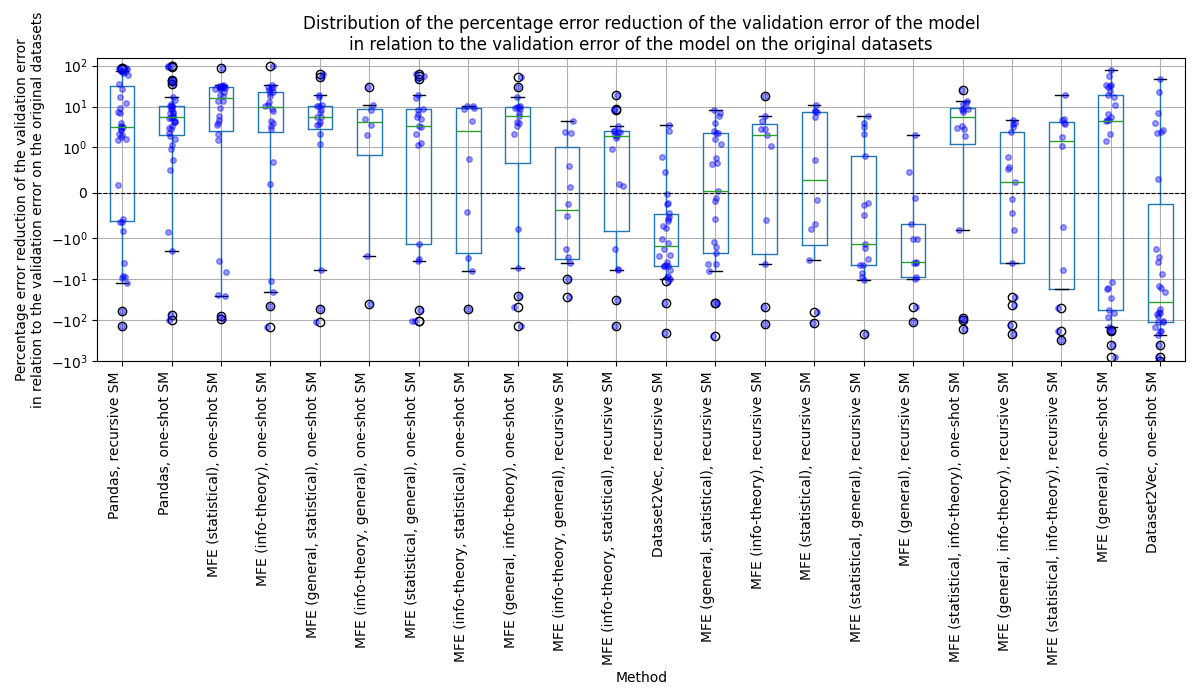 Distribution of the percentage error reduction of the validation error of the model
in relation to the validation error of the model on the original datasets
Percentage error reduction of the validation error
in relation to the validation error on the original datasets
10²
10¹
10⁰
0
−10⁰
−10¹
−10²
−10³
Pandas, recursive SM
Pandas, one-shot SM
MFE (statistical), one-shot SM
MFE (info-theory), one-shot SM
MFE (general, statistical), one-shot SM
MFE (info-theory, general), one-shot SM
MFE (statistical, general), one-shot SM
MFE (info-theory, statistical), one-shot SM
MFE (general, info-theory), one-shot SM
MFE (info-theory, general), recursive SM
MFE (info-theory, statistical), recursive SM
Dataset2Vec, recursive SM
MFE (general, statistical), recursive SM
MFE (info-theory), recursive SM
MFE (statistical), recursive SM
MFE (statistical, general), recursive SM
MFE (general), recursive SM
MFE (statistical, info-theory), one-shot SM
MFE (general, info-theory), recursive SM
MFE (statistical, info-theory), recursive SM
MFE (general), one-shot SM
Dataset2Vec, one-shot SM
Method